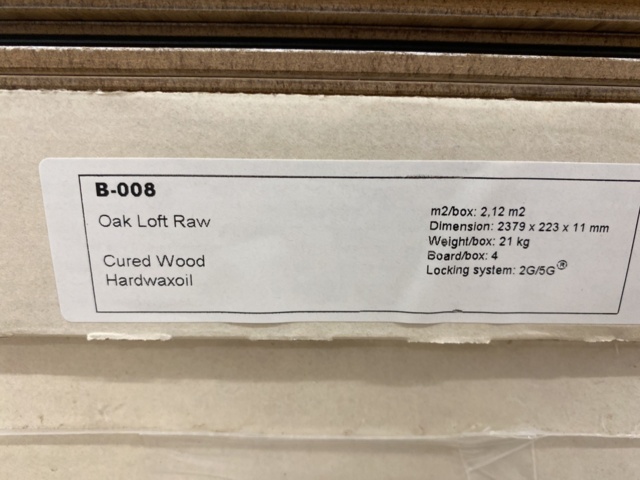 B-008
Oak Loft Raw
Cured Wood
Hardwaxoil
m2/box: 2,12 m2
Dimension: 2379 x 223 x 11 mm
Weight/box: 21 kg
Board/box: 4
Locking system: 2G/5G®